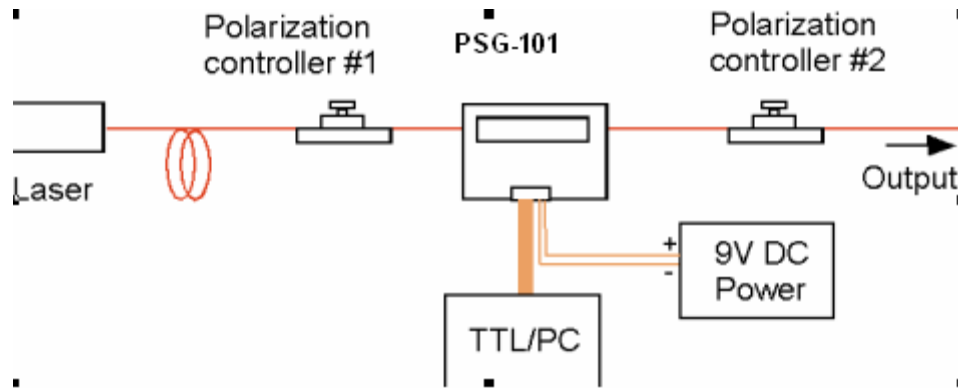 Polarization
controller #1
PSG-101
Polarization
controller #2
Laser
Output
+
-
9V DC
Power
TTL/PC